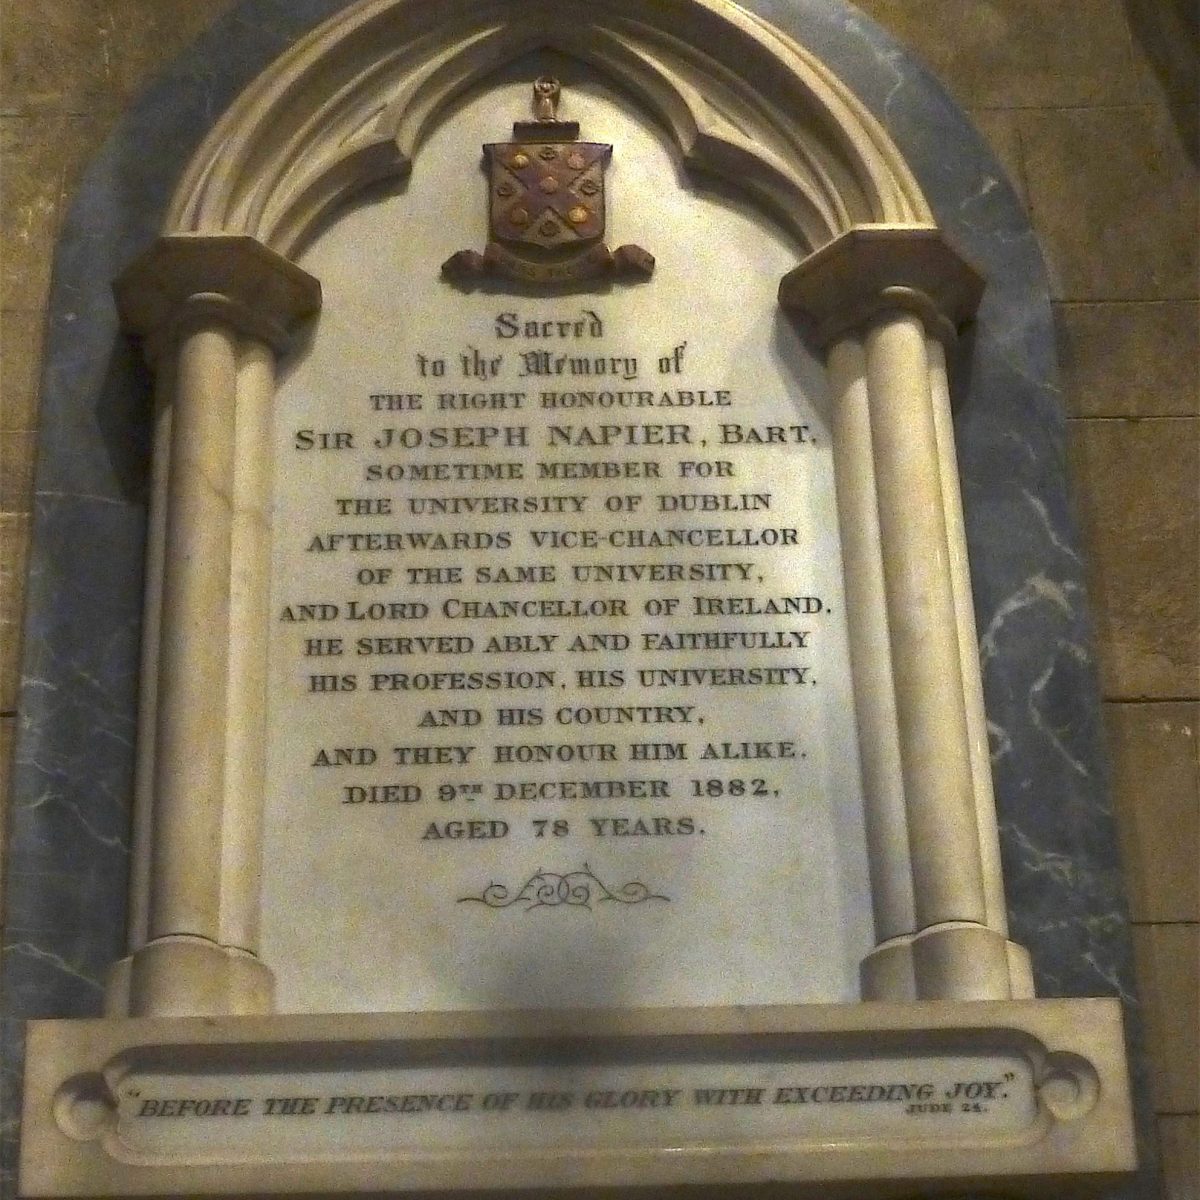 Sacred
to the Memory of
THE RIGHT HONOURABLE
SIR JOSEPH NAPIER, BART.
SOMETIME MEMBER FOR
THE UNIVERSITY OF DUBLIN
AFTERWARDS VICE-CHANCELLOR
OF THE SAME UNIVERSITY,
AND LORD CHANCELLOR OF IRELAND.
HE SERVED ABLY AND FAITHFULLY
HIS PROFESSION, HIS UNIVERSITY,
AND HIS COUNTRY,
AND THEY HONOUR HIM ALIKE.
DIED 9TH DECEMBER 1882,
AGED 78 YEARS.
"BEFORE THE PRESENCE OF HIS GLORY WITH EXCEEDING JOY."
JUDE 24.